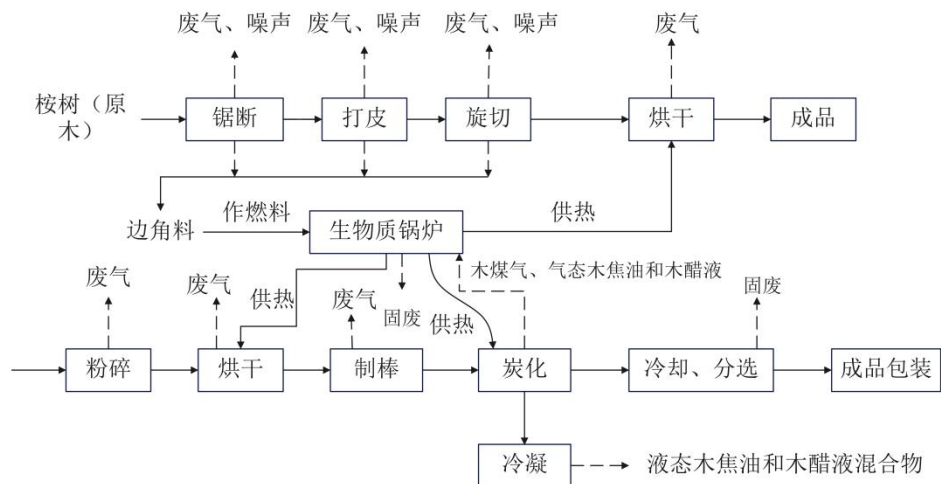 废气、噪声
废气、噪声
废气、噪声
废气
桉树（原
木）
锯断
打皮
旋切
烘干
成品
边角料
作燃料
生物质锅炉
供热
木煤气、气态木焦油和木醋液
废气
废气
供热
废气
固废
供热
固废
粉碎
烘干
制棒
炭化
冷却、分选
成品包装
冷凝
液态木焦油和木醋液混合物